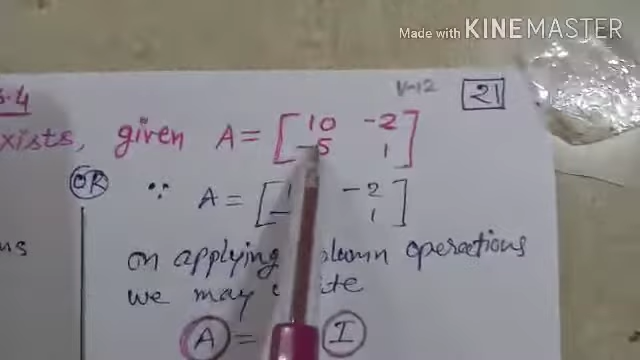 Made with KINEMASTER
V-12
21
xists, given A = [10 -2
-5 1]
OR ∵ A = [1 -2
1]
on applying column operations
we may
A = I